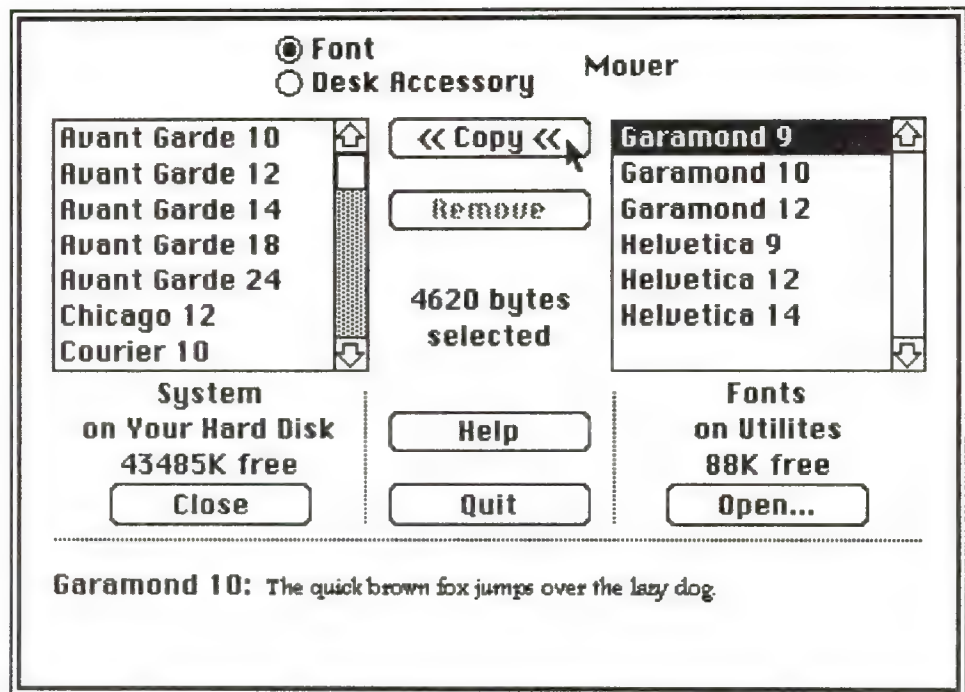 Font
Desk Accessory
Mover
Avant Garde 10
Avant Garde 12
Avant Garde 14
Avant Garde 18
Avant Garde 24
Chicago 12
Courier 10
System
on Your Hard Disk
43485K free
Close
<< Copy <<
Remove
4620 bytes
selected
Help
Quit
Garamond 9
Garamond 10
Garamond 12
Helvetica 9
Helvetica 12
Helvetica 14
Fonts
on Utilites
88K free
Open...
Garamond 10: The quick brown fox jumps over the lazy dog.